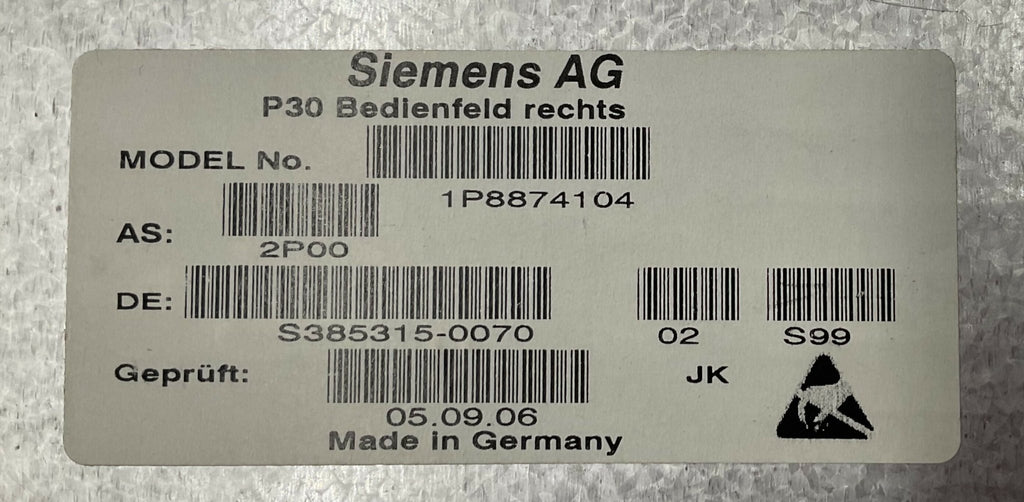 Siemens AG
P30 Bedienfeld rechts
MODEL No.
1P8874104
AS:
2P00
DE:
S385315-0070 02 S99
Geprüft: JK
05.09.06
Made in Germany